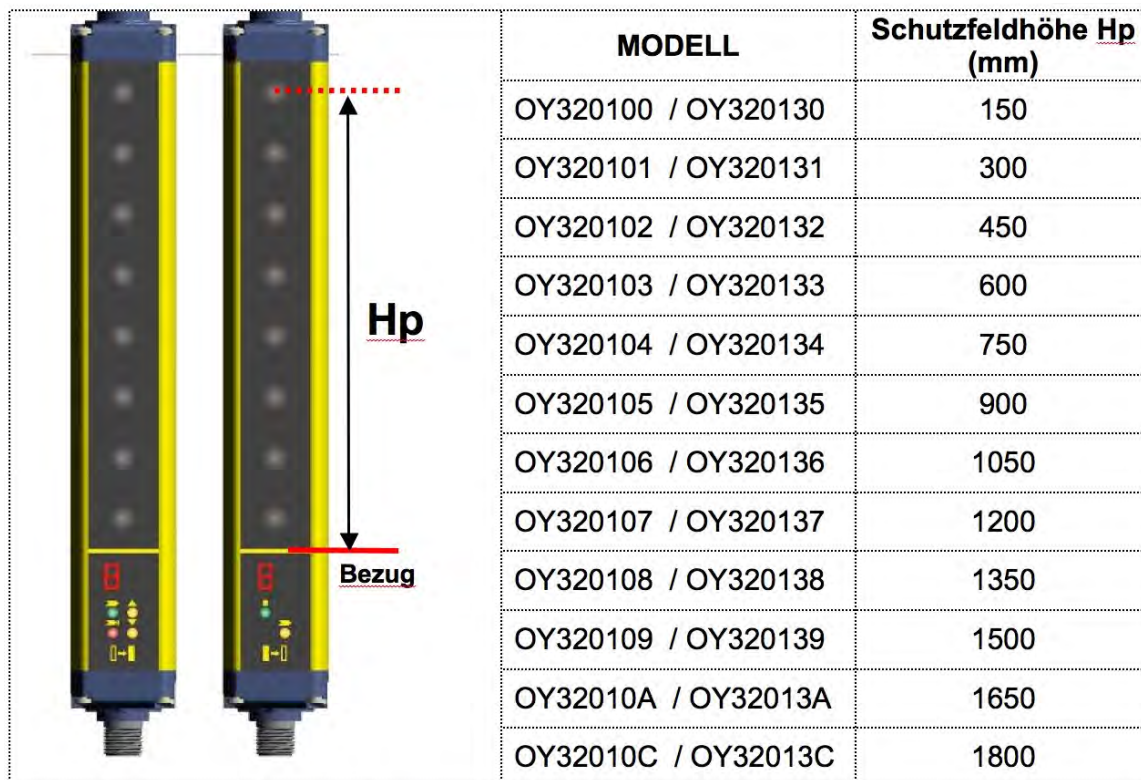 Hp
Bezug
MODELL
Schutzfeldhöhe Hp
(mm)
OY320100 / OY320130 150
OY320101 / OY320131 300
OY320102 / OY320132 450
OY320103 / OY320133 600
OY320104 / OY320134 750
OY320105 / OY320135 900
OY320106 / OY320136 1050
OY320107 / OY320137 1200
OY320108 / OY320138 1350
OY320109 / OY320139 1500
OY32010A / OY32013A 1650
OY32010C / OY32013C 1800